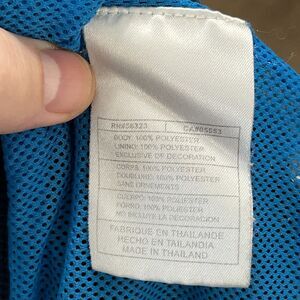 RN#56323 CA#05553
BODY: 100% POLYESTER
LINING: 100% POLYESTER
EXCLUSIVE OF DECORATION
CORPS: 100% POLYESTER
DOUBLURE: 100% POLYESTER
SANS ORNEMENTS
CUERPO: 100% POLIESTER
FORRO: 100% POLIESTER
NO INCLUYE LA DECORACION
FABRIQUE EN THAILANDE
HECHO EN TAILANDIA
MADE IN THAILAND